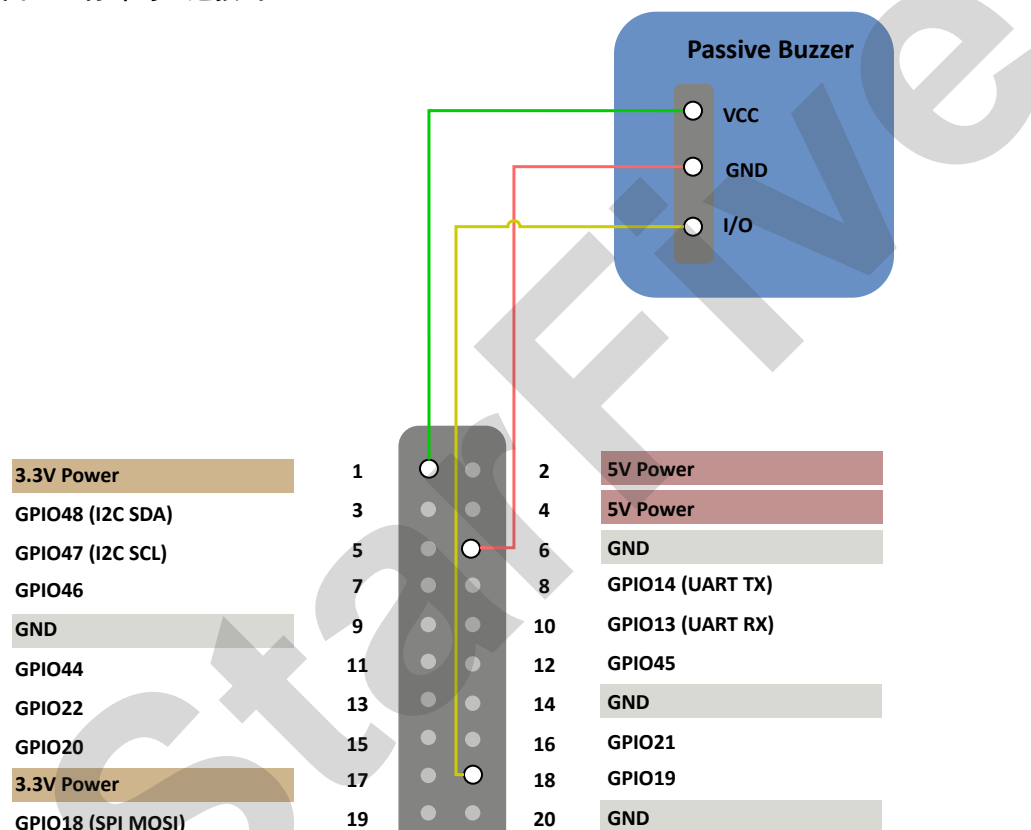 Passive Buzzer
VCC
GND
I/O
3.3V Power 1 2 5V Power
GPIO48 (I2C SDA) 3 4 5V Power
GPIO47 (I2C SCL) 5 6 GND
GPIO46 7 8 GPIO14 (UART TX)
GND 9 10 GPIO13 (UART RX)
GPIO44 11 12 GPIO45
GPIO22 13 14 GND
GPIO20 15 16 GPIO21
3.3V Power 17 18 GPIO19
GPIO18 (SPI MOSI) 19 20 GND
StarFive